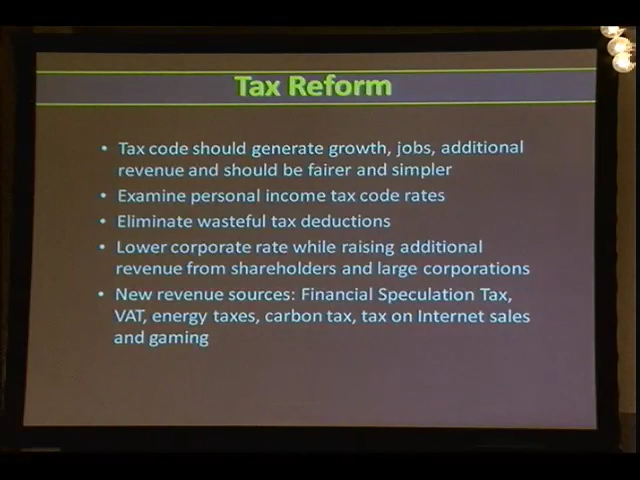 Tax Reform
• Tax code should generate growth, jobs, additional
revenue and should be fairer and simpler
• Examine personal income tax code rates
• Eliminate wasteful tax deductions
• Lower corporate rate while raising additional
revenue from shareholders and large corporations
• New revenue sources: Financial Speculation Tax,
VAT, energy taxes, carbon tax, tax on Internet sales
and gaming